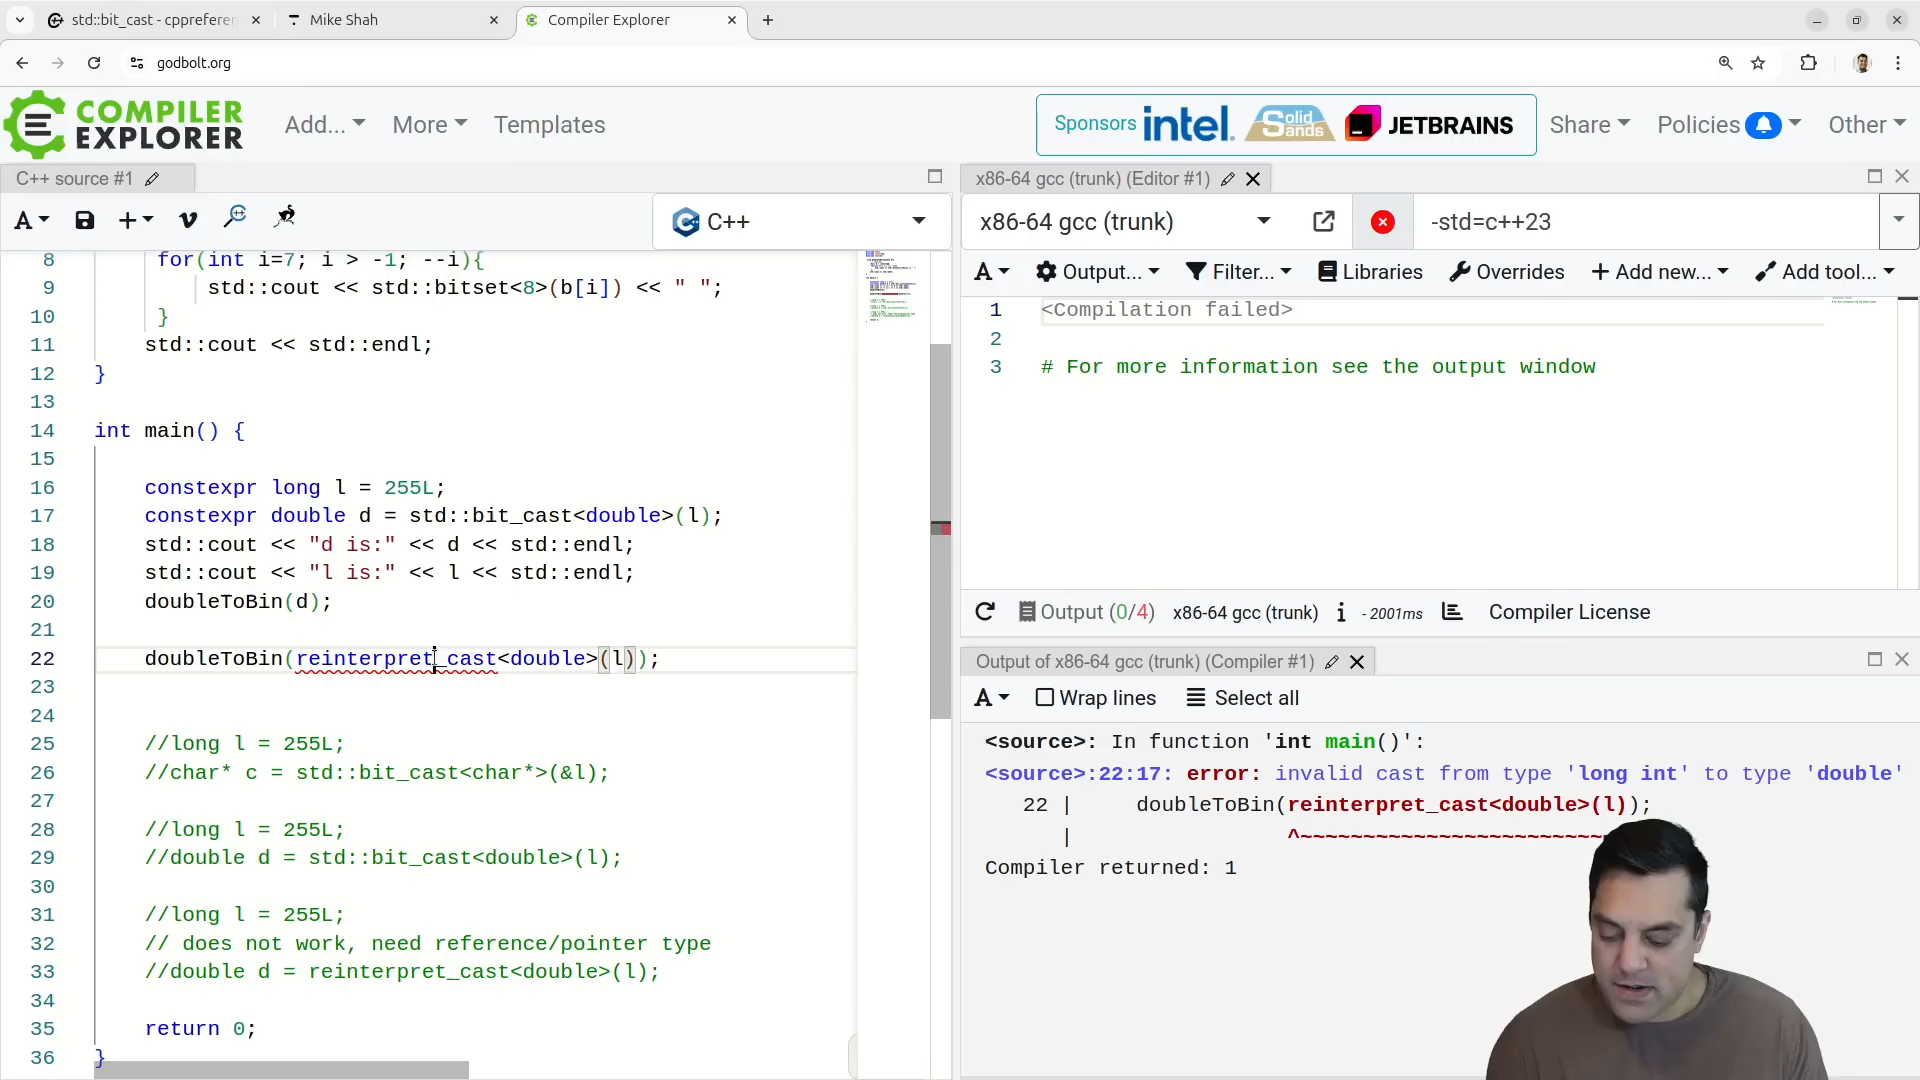 std::bit_cast - cppreferen
Mike Shah
Compiler Explorer
godbolt.org
COMPILER EXPLORER
Add...
More
Templates
Sponsors intel. Solid Sands JETBRAINS
Share
Policies
Other
C++ source #1
C++
8 for(int i=7; i > -1; --i){
9 std::cout << std::bitset<8>(b[i]) << " ";
10 }
11 std::cout << std::endl;
12 }
13
14 int main() {
15
16 constexpr long l = 255L;
17 constexpr double d = std::bit_cast<double>(l);
18 std::cout << "d is:" << d << std::endl;
19 std::cout << "l is:" << l << std::endl;
20 doubleToBin(d);
21
22 doubleToBin(reinterpret_cast<double>(l));
23
24
25 //long l = 255L;
26 //char* c = std::bit_cast<char*>(&l);
27
28 //long l = 255L;
29 //double d = std::bit_cast<double>(l);
30
31 //long l = 255L;
32 // does not work, need reference/pointer type
33 //double d = reinterpret_cast<double>(l);
34
35 return 0;
36 }
x86-64 gcc (trunk) (Editor #1)
x86-64 gcc (trunk)
-std=c++23
A Output... Filter... Libraries Overrides + Add new... Add tool...
1 <Compilation failed>
2
3 # For more information see the output window
Output (0/4) x86-64 gcc (trunk) i - 2001ms Compiler License
Output of x86-64 gcc (trunk) (Compiler #1)
A Wrap lines Select all
<source>: In function 'int main()':
<source>:22:17: error: invalid cast from type 'long int' to type 'double'
22 | doubleToBin(reinterpret_cast<double>(l));
| ^~~~~~~~~~~~~~~~~~~~~~~~~
Compiler returned: 1